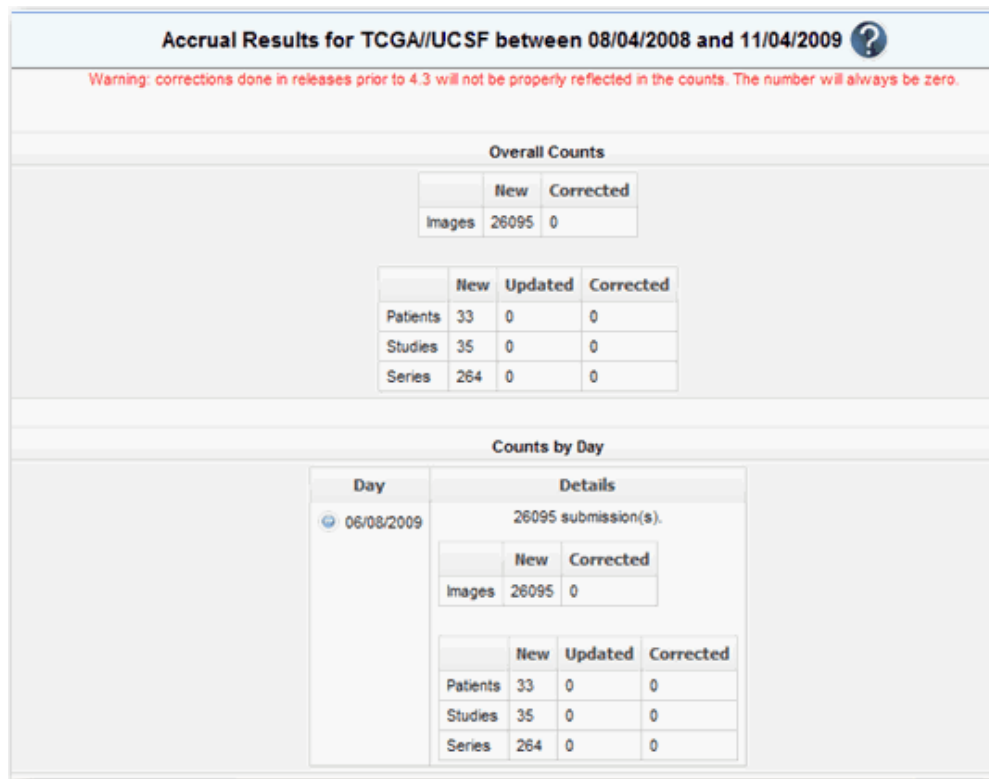 Accrual Results for TCGA//UCSF between 08/04/2008 and 11/04/2009 ?
Warning: corrections done in releases prior to 4.3 will not be properly reflected in the counts. The number will always be zero.
Overall Counts
New Corrected
Images 26095 0
New Updated Corrected
Patients 33 0 0
Studies 35 0 0
Series 264 0 0
Counts by Day
Day Details
06/08/2009 26095 submission(s).
New Corrected
Images 26095 0
New Updated Corrected
Patients 33 0 0
Studies 35 0 0
Series 264 0 0